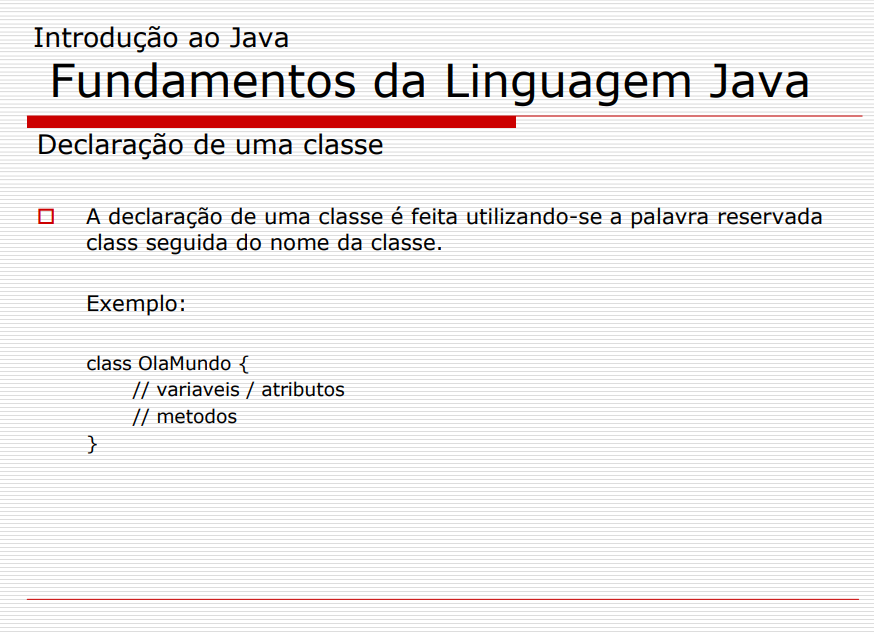 Introdução ao Java
Fundamentos da Linguagem Java
Declaração de uma classe
A declaração de uma classe é feita utilizando-se a palavra reservada
class seguida do nome da classe.
Exemplo:
class OlaMundo {
// variaveis / atributos
// metodos
}